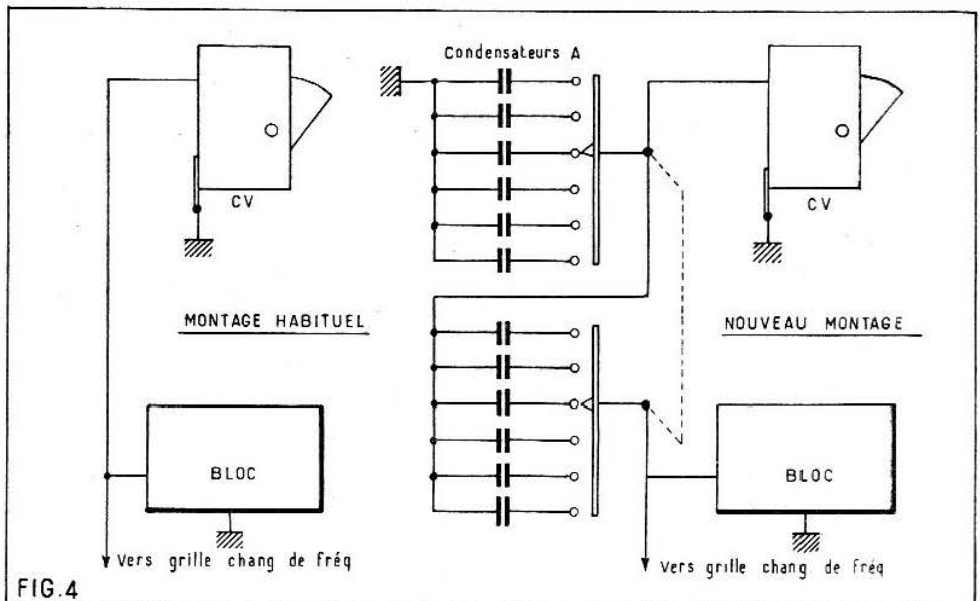 Condensateurs A
CV
CV
MONTAGE HABITUEL
NOUVEAU MONTAGE
BLOC
BLOC
Vers grille chang de fréq
Vers grille chang de fréq
FIG.4